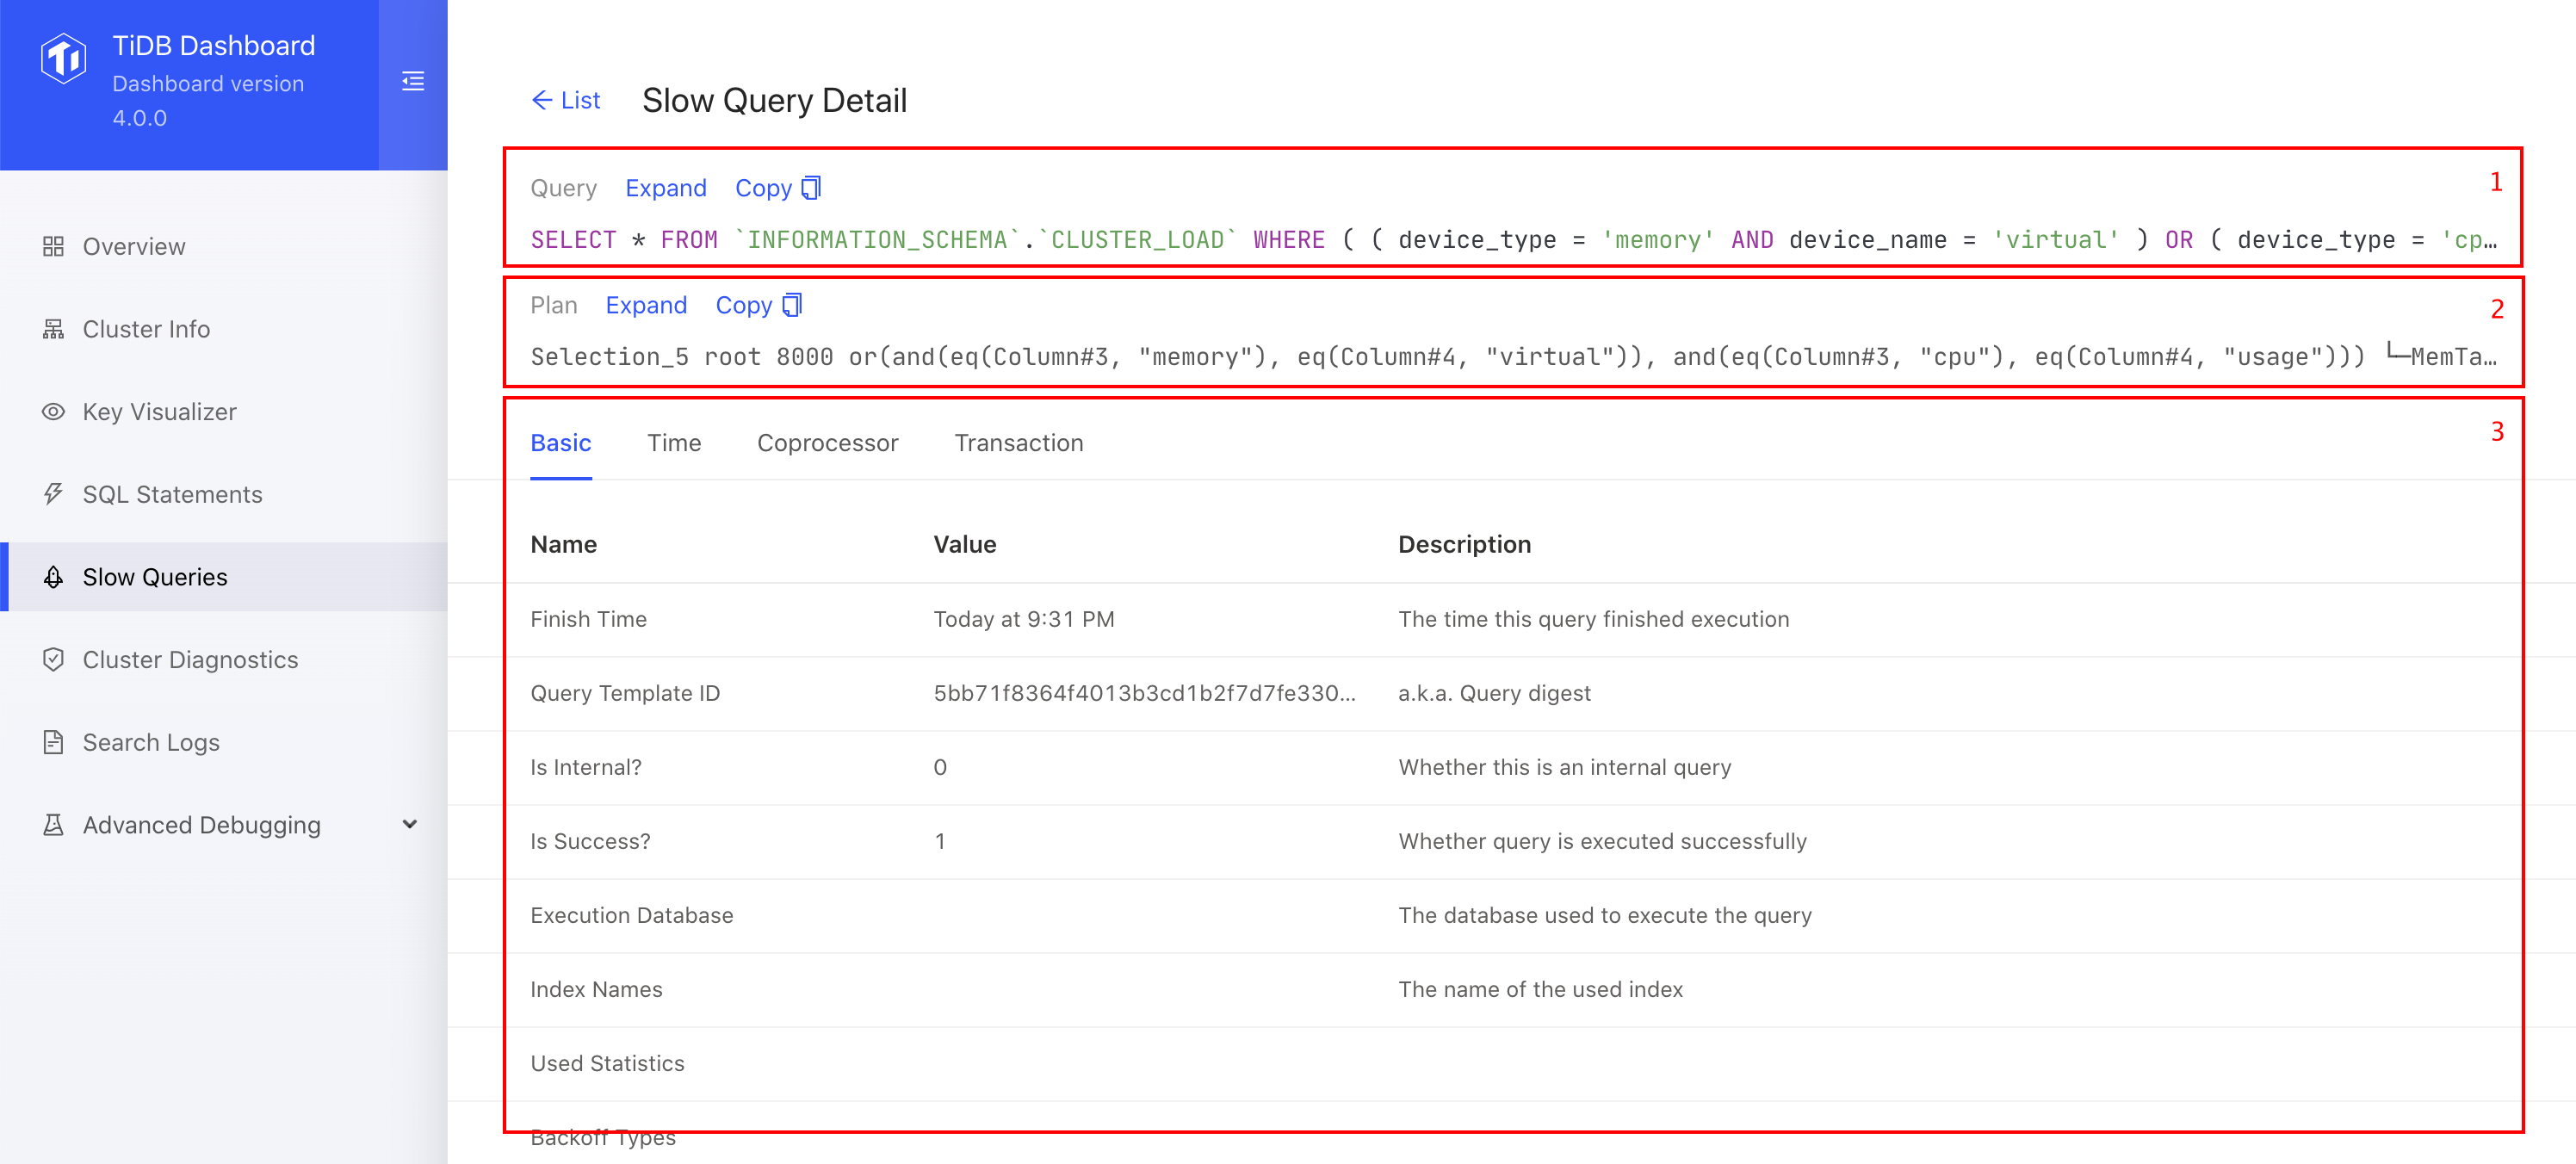 TiDB Dashboard
Dashboard version
4.0.0
Overview
Cluster Info
Key Visualizer
SQL Statements
Slow Queries
Cluster Diagnostics
Search Logs
Advanced Debugging
← List Slow Query Detail
Query Expand Copy 1
SELECT * FROM `INFORMATION_SCHEMA`.`CLUSTER_LOAD` WHERE ( ( device_type = 'memory' AND device_name = 'virtual' ) OR ( device_type = 'cp…
Plan Expand Copy 2
Selection_5 root 8000 or(and(eq(Column#3, "memory"), eq(Column#4, "virtual")), and(eq(Column#3, "cpu"), eq(Column#4, "usage"))) └─MemTa…
Basic Time Coprocessor Transaction 3
Name Value Description
Finish Time Today at 9:31 PM The time this query finished execution
Query Template ID 5bb71f8364f4013b3cd1b2f7d7fe330... a.k.a. Query digest
Is Internal? 0 Whether this is an internal query
Is Success? 1 Whether query is executed successfully
Execution Database The database used to execute the query
Index Names The name of the used index
Used Statistics
Backoff Types